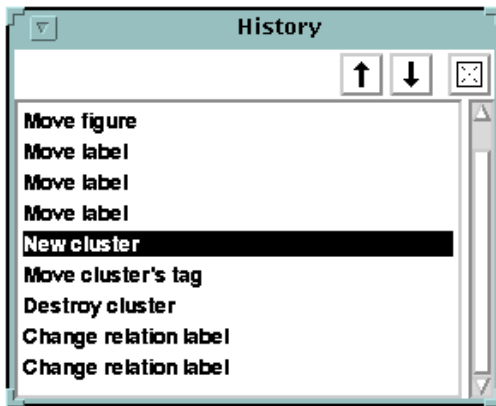 History
Move figure
Move label
Move label
Move label
New cluster
Move cluster's tag
Destroy cluster
Change relation label
Change relation label